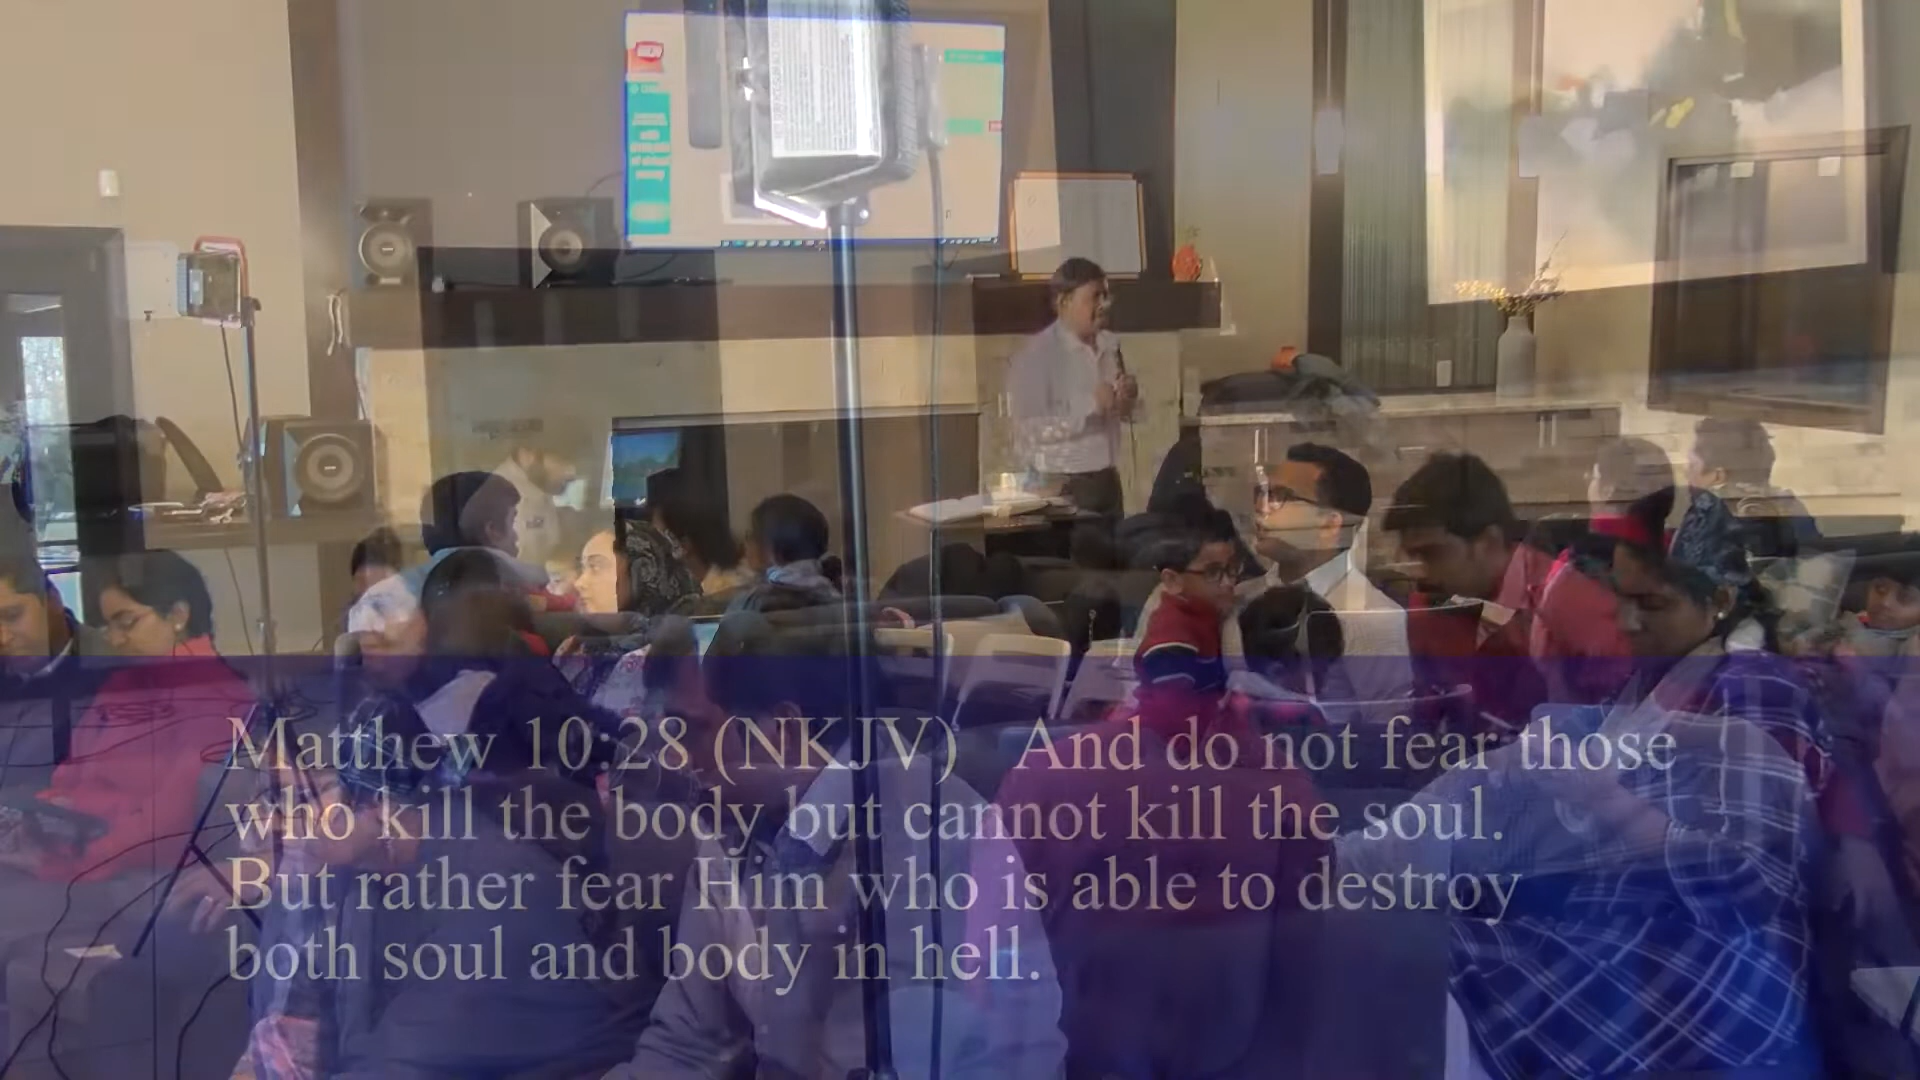 Matthew 10:28 (NKJV) And do not fear those
who kill the body but cannot kill the soul.
But rather fear Him who is able to destroy
both soul and body in hell.